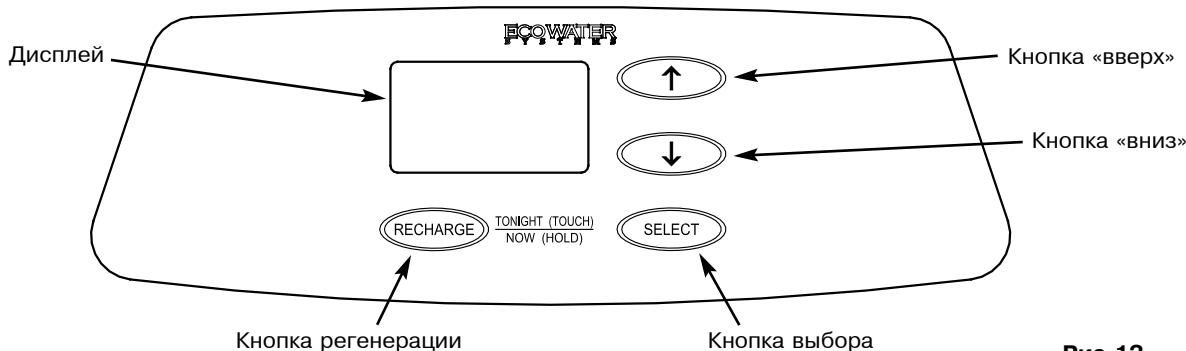 ECOWATER
SYSTEMS
Дисплей
Кнопка «вверх»
↑
Кнопка «вниз»
↓
RECHARGE
TONIGHT (TOUCH)
NOW (HOLD)
SELECT
Кнопка регенерации
Кнопка выбора